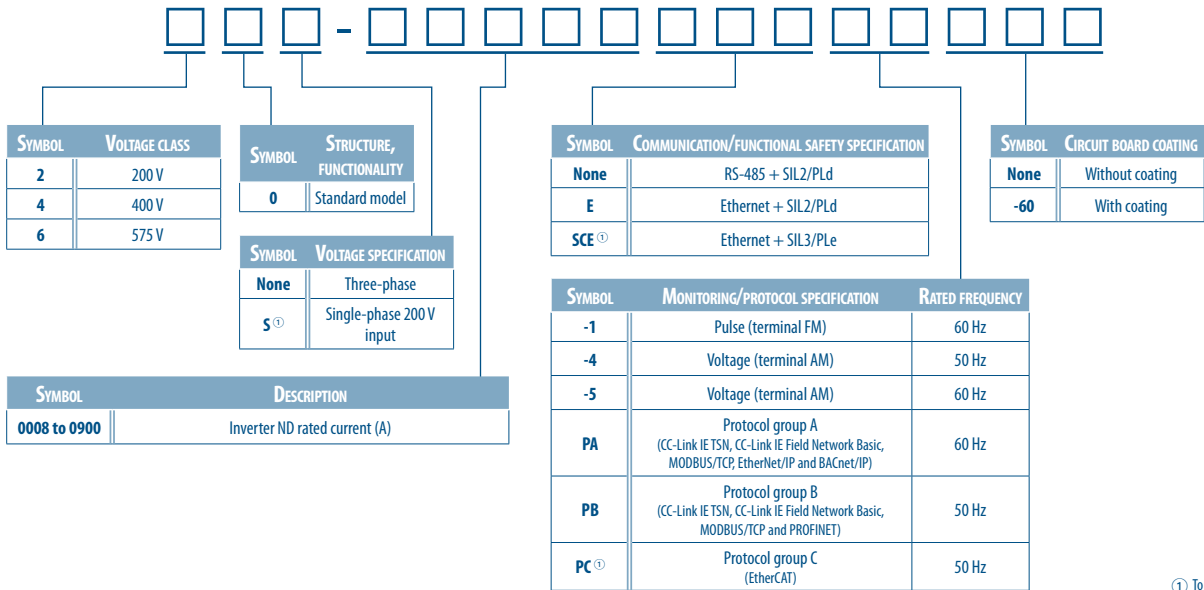 -
SYMBOL VOLTAGE CLASS
2 200 V
4 400 V
6 575 V
SYMBOL STRUCTURE,
FUNCTIONALITY
0 Standard model
SYMBOL VOLTAGE SPECIFICATION
None Three-phase
S ① Single-phase 200 V
input
SYMBOL DESCRIPTION
0008 to 0900 Inverter ND rated current (A)
SYMBOL COMMUNICATION/FUNCTIONAL SAFETY SPECIFICATION
None RS-485 + SIL2/PLd
E Ethernet + SIL2/PLd
SCE ① Ethernet + SIL3/PLe
SYMBOL MONITORING/PROTOCOL SPECIFICATION RATED FREQUENCY
-1 Pulse (terminal FM) 60 Hz
-4 Voltage (terminal AM) 50 Hz
-5 Voltage (terminal AM) 60 Hz
Protocol group A
PA (CC-Link IE TSN, CC-Link IE Field Network Basic, 60 Hz
MODBUS/TCP, EtherNet/IP and BACnet/IP)
Protocol group B
PB (CC-Link IE TSN, CC-Link IE Field Network Basic, 50 Hz
MODBUS/TCP and PROFINET)
PC ① Protocol group C 50 Hz
(EtherCAT)
SYMBOL CIRCUIT BOARD COATING
None Without coating
-60 With coating
① To